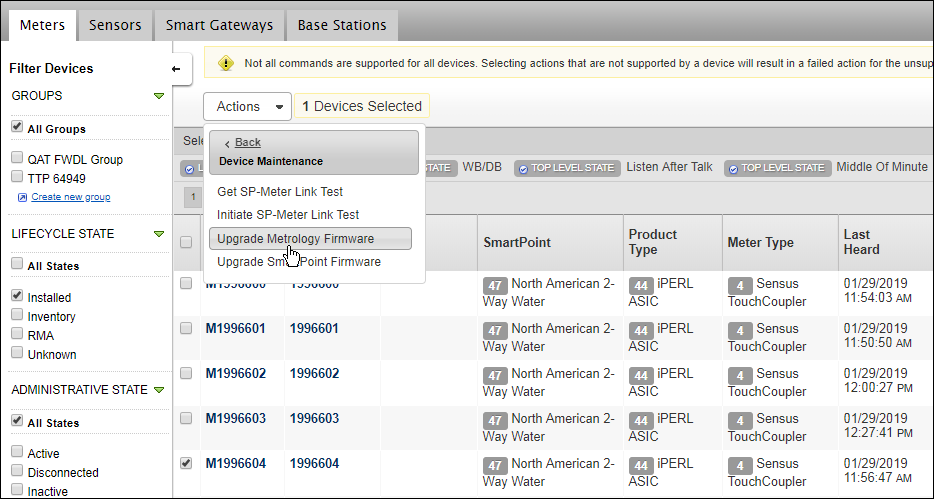 Meters
Sensors
Smart Gateways
Base Stations
Filter Devices
GROUPS
All Groups
QAT FWDL Group
TTP 64949
Create new group
LIFECYCLE STATE
All States
Installed
Inventory
RMA
Unknown
ADMINISTRATIVE STATE
All States
Active
Disconnected
Inactive
Not all commands are supported for all devices. Selecting actions that are not supported by a device will result in a failed action for the unsup
Actions
1 Devices Selected
Back
Device Maintenance
Get SP-Meter Link Test
Initiate SP-Meter Link Test
Upgrade Metrology Firmware
Upgrade SmartPoint Firmware
WB/DB
TOP LEVEL STATE
Listen After Talk
TOP LEVEL STATE
Middle Of Minute
1
SmartPoint
Product Type
Meter Type
Last Heard
47 North American 2-
Way Water
44 iPERL
ASIC
4 Sensus
TouchCoupler
01/29/2019
11:54:03 AM
M1996601
1996601
47 North American 2-
Way Water
44 iPERL
ASIC
4 Sensus
TouchCoupler
01/29/2019
11:50:50 AM
M1996602
1996602
47 North American 2-
Way Water
44 iPERL
ASIC
4 Sensus
TouchCoupler
01/29/2019
12:00:27 PM
M1996603
1996603
47 North American 2-
Way Water
44 iPERL
ASIC
4 Sensus
TouchCoupler
01/29/2019
12:27:41 PM
M1996604
1996604
47 North American 2-
Way Water
44 iPERL
ASIC
4 Sensus
TouchCoupler
01/29/2019
11:56:47 AM